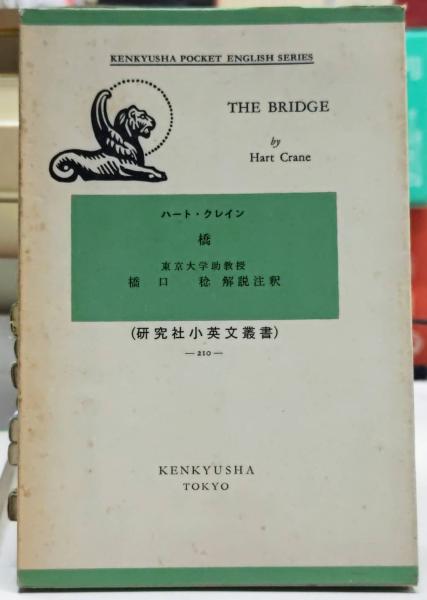 KENKYUSHA POCKET ENGLISH SERIES
THE BRIDGE
by
Hart Crane
ハート・クレイン
橋
東京大学助教授
橋口 稔 解説注釈
(研究社小英文叢書)
— 210 —
KENKYUSHA
TOKYO